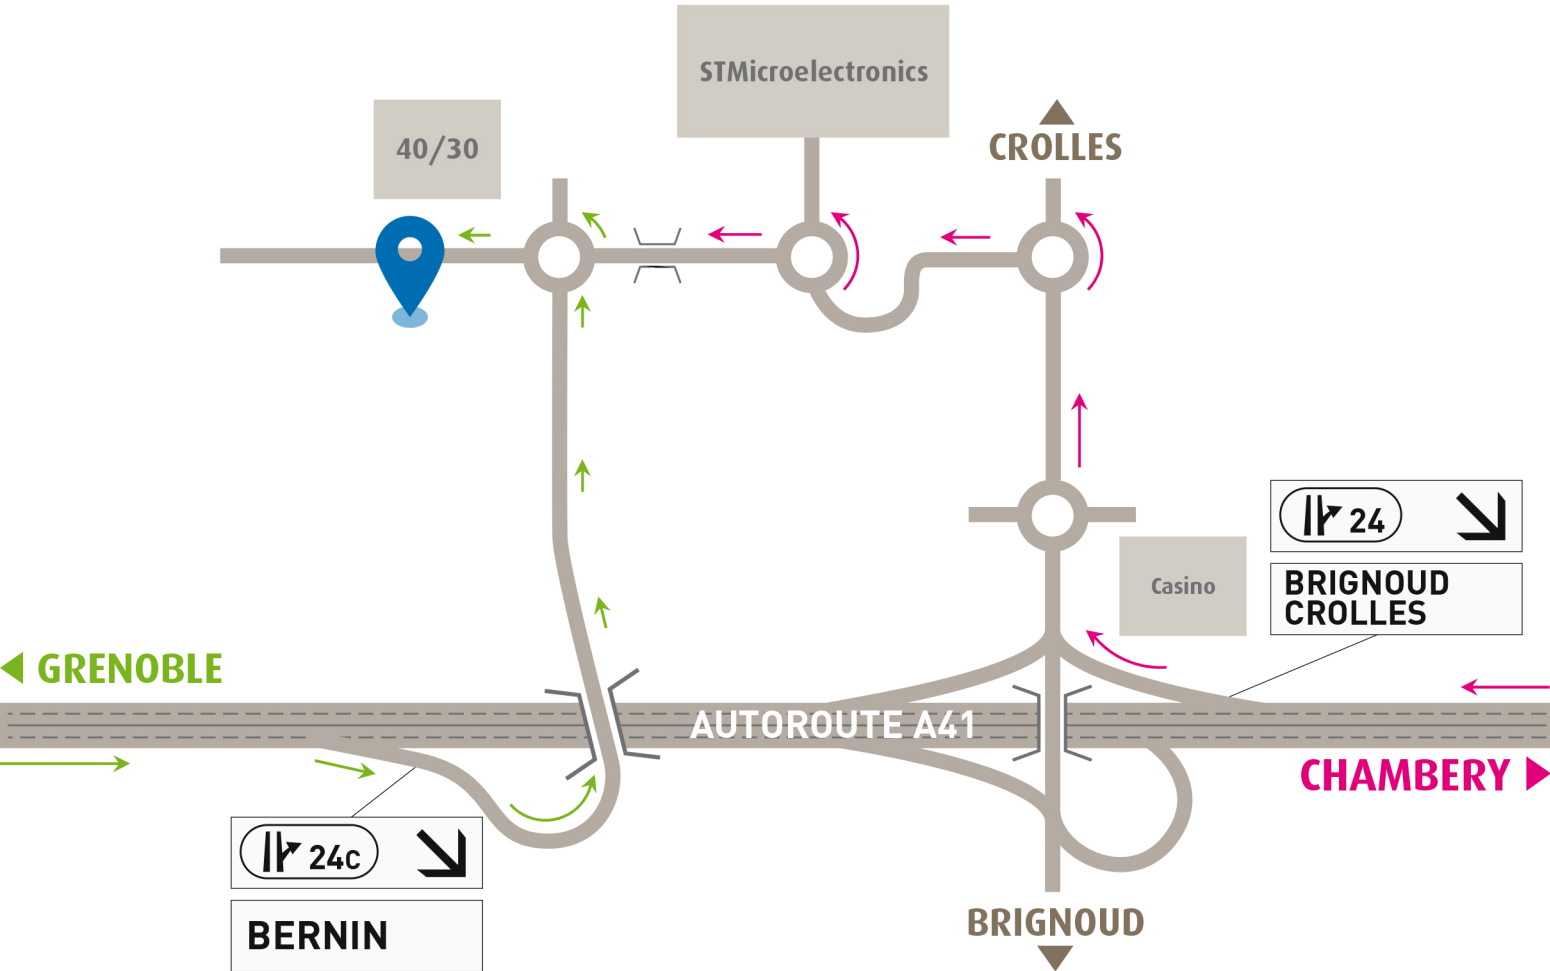 STMicroelectronics
40/30
CROLLES
24
BRIGNOUD
CROLLES
Casino
GRENOBLE
AUTOROUTE A41
CHAMBERY
24c
BERNIN
BRIGNOUD